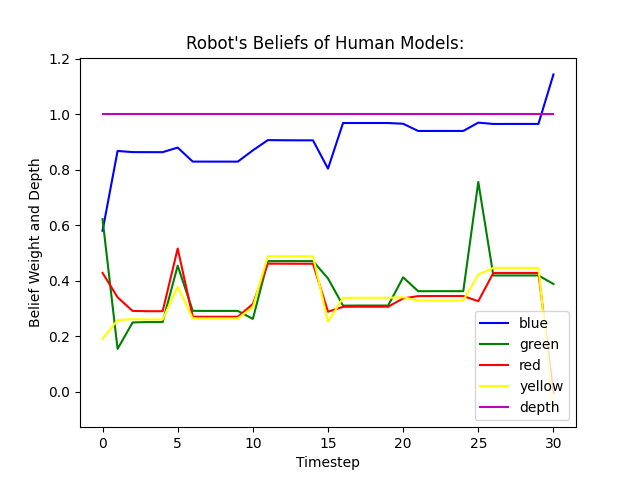 Robot's Beliefs of Human Models:
Belief Weight and Depth
1.2
1.0
0.8
0.6
0.4
0.2
0.0
blue
green
red
yellow
depth
0 5 10 15 20 25 30
Timestep